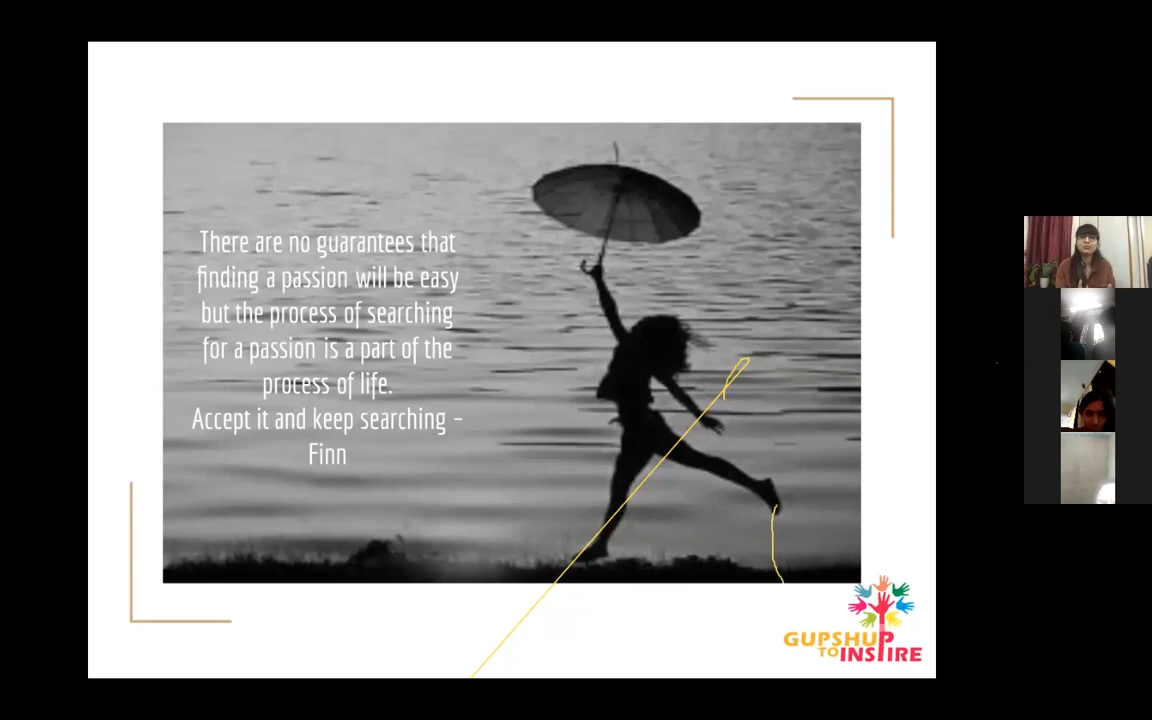 There are no guarantees that
finding a passion will be easy
but the process of searching
for a passion is a part of the
process of life.
Accept it and keep searching –
Finn
GUPSHUP
TO INSPIRE